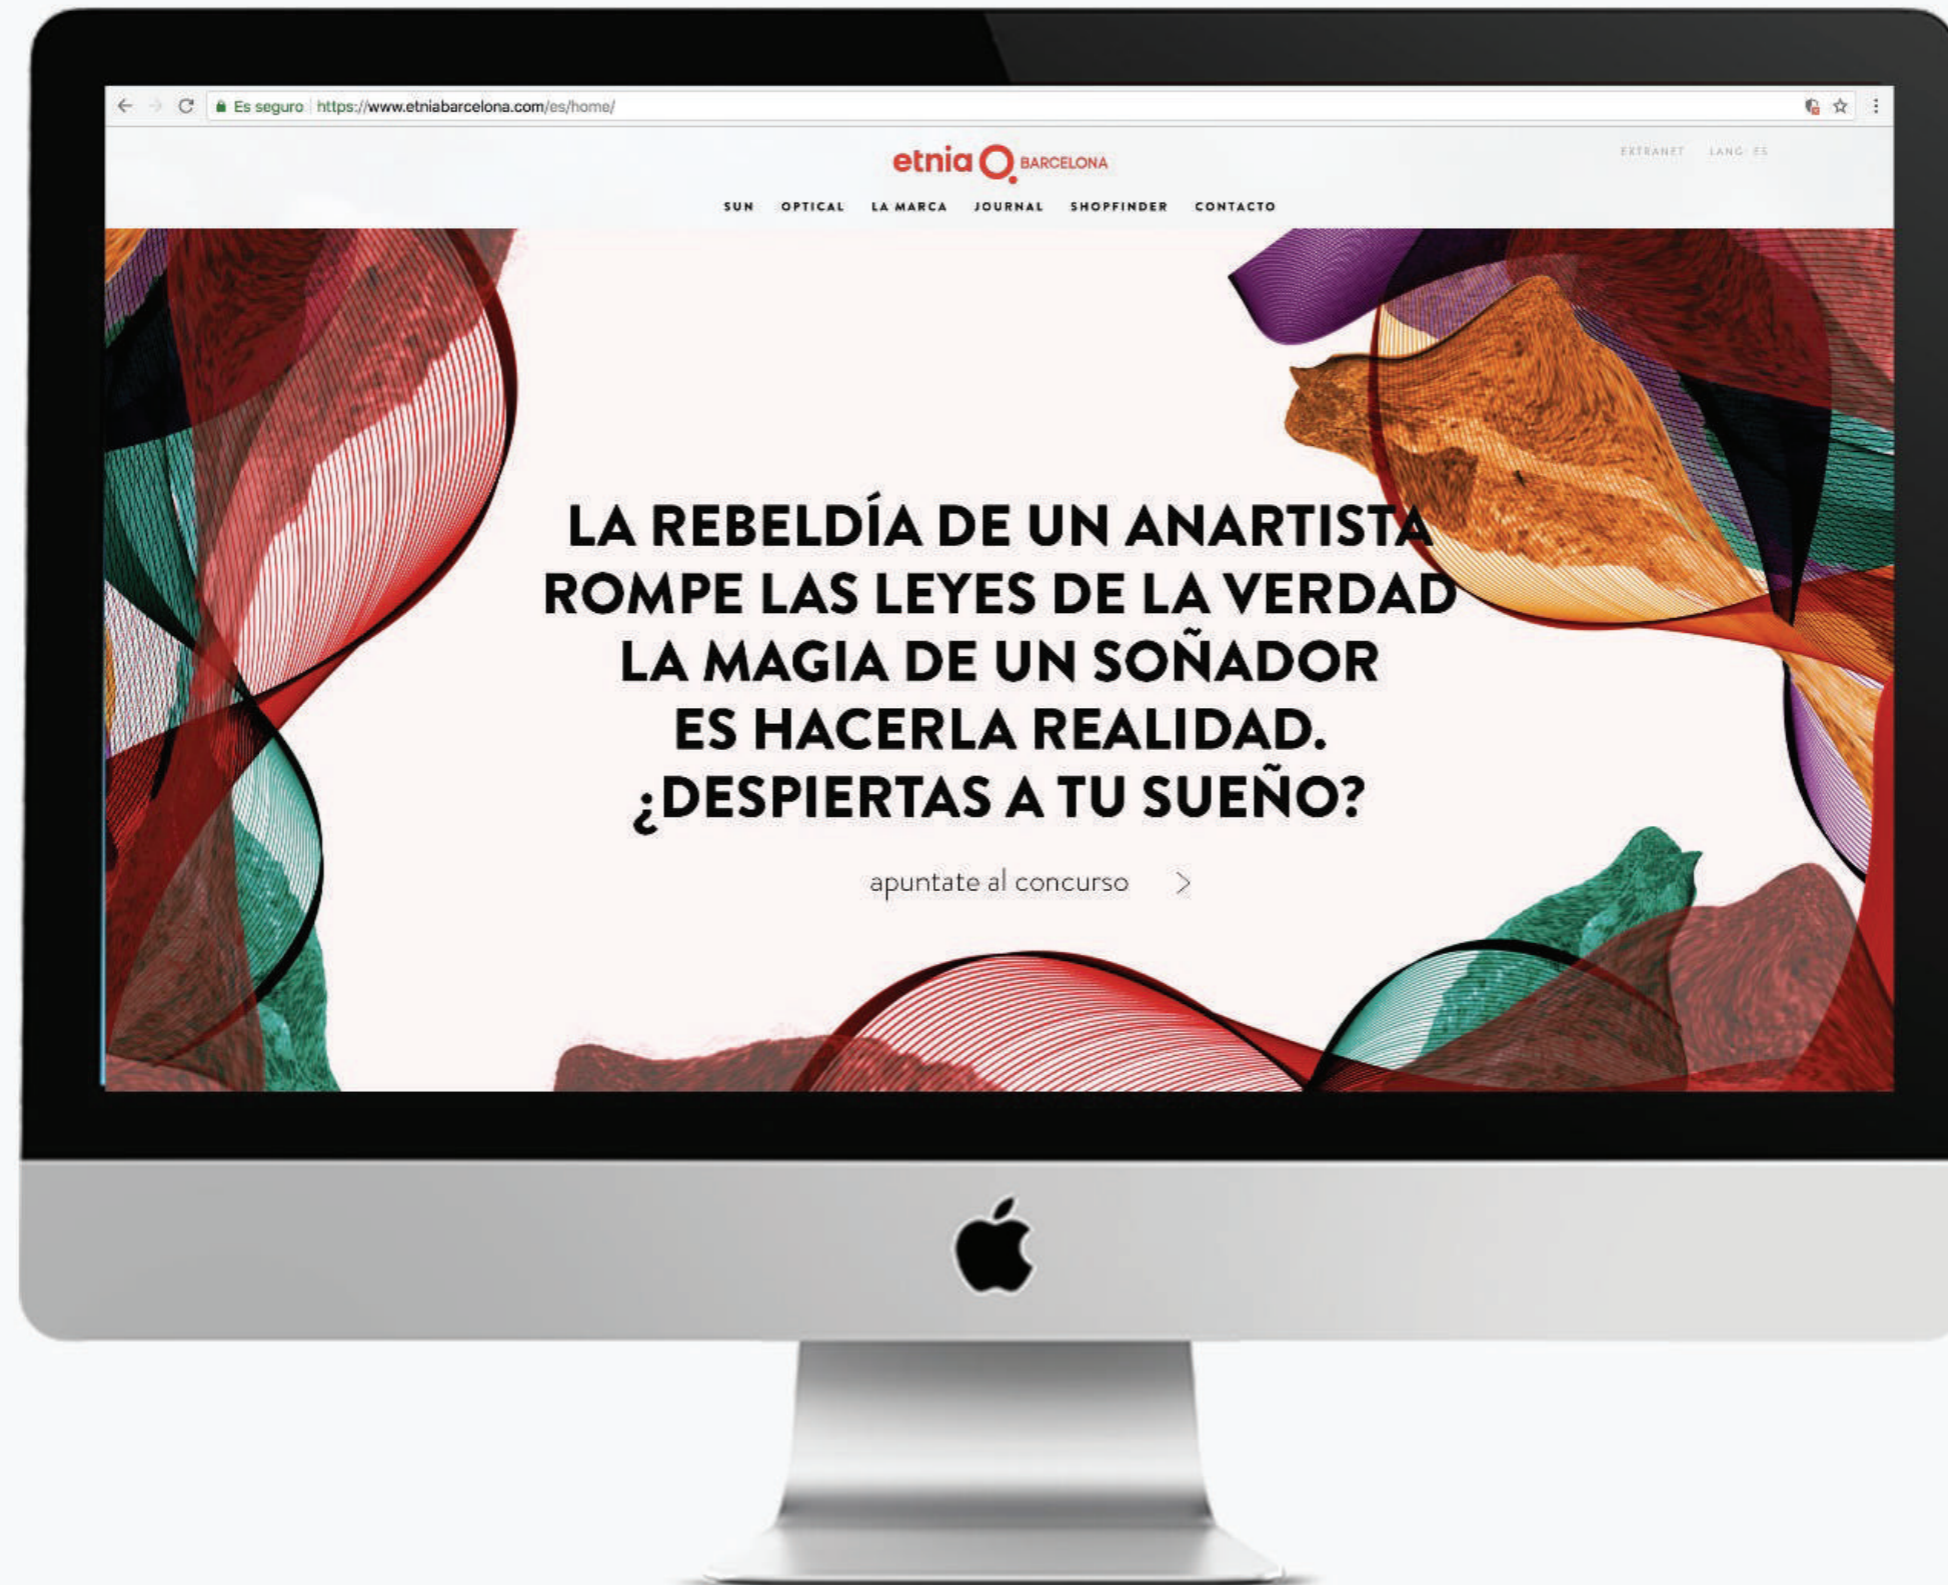 Es seguro https://www.etniabarcelona.com/es/home/
etnia BARCELONA
EXTRANET LANG: ES
SUN OPTICAL LA MARCA JOURNAL SHOPFINDER CONTACTO
LA REBELDÍA DE UN ANARTISTA
ROMPE LAS LEYES DE LA VERDAD
LA MAGIA DE UN SOÑADOR
ES HACERLA REALIDAD.
¿DESPIERTAS A TU SUEÑO?
apuntate al concurso >